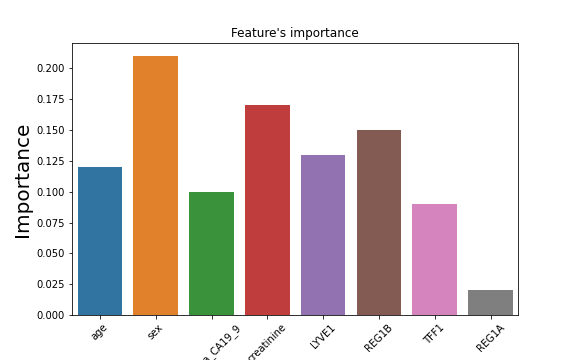 Feature's importance
Importance
0.200
0.175
0.150
0.125
0.100
0.075
0.050
0.025
0.000
age
sex
a_CA19_9
creatinine
LYVE1
REG1B
TFF1
REG1A